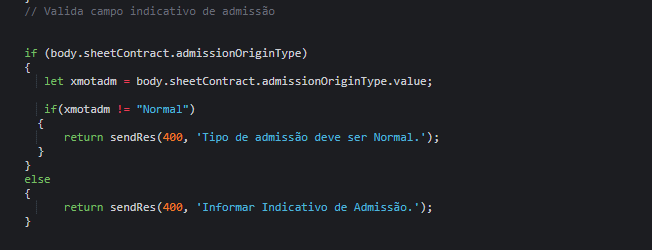 // Valida campo indicativo de admissão
if (body.sheetContract.admissionOriginType)
{
let xmotadm = body.sheetContract.admissionOriginType.value;
if(xmotadm != "Normal")
{
return sendRes(400, 'Tipo de admissão deve ser Normal.');
}
}
else
{
return sendRes(400, 'Informar Indicativo de Admissão.');
}